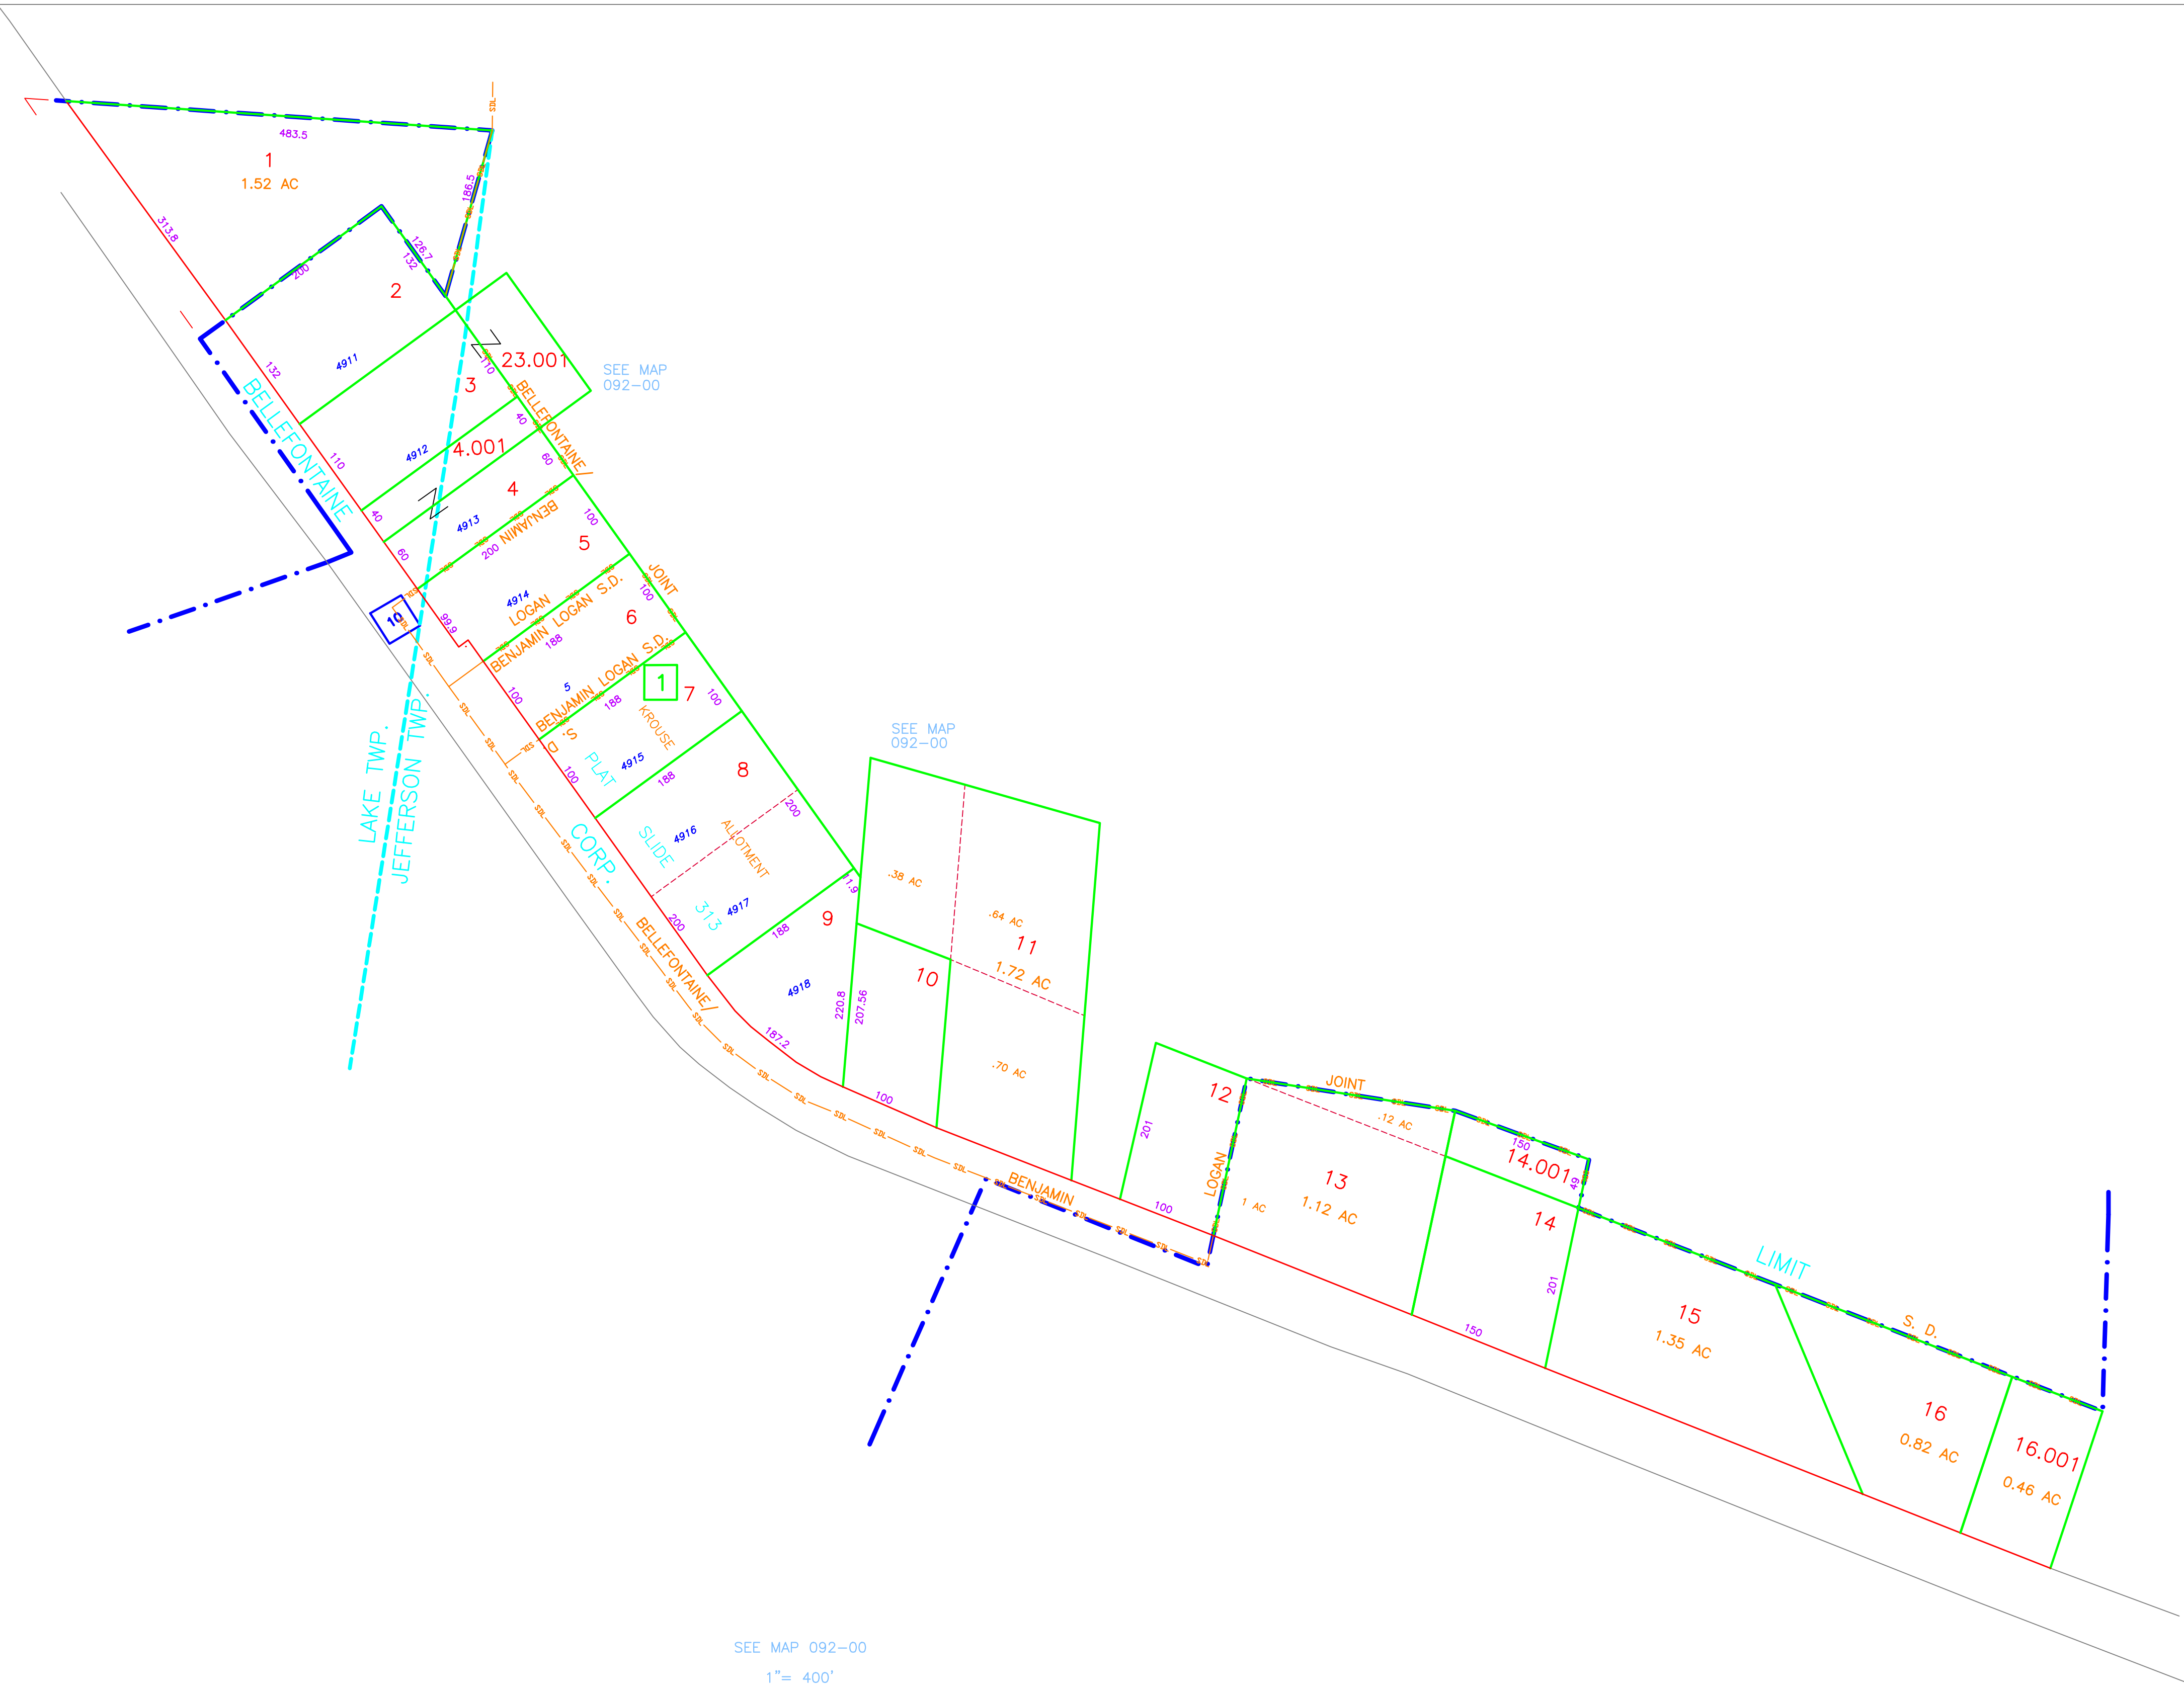 483.5
1
1.52 AC
313.8
186.5
SDL
126.7
132
200
2
4911
132
23.001
SEE MAP
092-00
110
3
4912
110
BELLEFONTAINE
BELLEFONTAINE/
40
4.001
40
60
4
4913
60
BENJAMIN
200
100
5
4914
99.9
10
LOGAN
BENJAMIN LOGAN S.D.
JOINT
100
6
188
5
100
BENJAMIN LOGAN S.D.
S. D.
1
7
188
100
KROUSE
4915
PLAT
100
188
8
4916
SLIDE
ALLOTMENT
200
CORP.
LAKE TWP.
JEFFERSON TWP.
4917
313
200
BELLEFONTAINE/
188
9
11.9
4918
187.2
220.8
207.56
SEE MAP
092-00
.38 AC
.64 AC
11
1.72 AC
10
.70 AC
100
BENJAMIN
12
201
100
LOGAN
JOINT
.12 AC
13
1.12 AC
1 AC
150
14.001
49
14
201
150
LIMIT
15
1.35 AC
S. D.
16
0.82 AC
16.001
0.46 AC
SEE MAP 092-00
1"= 400'